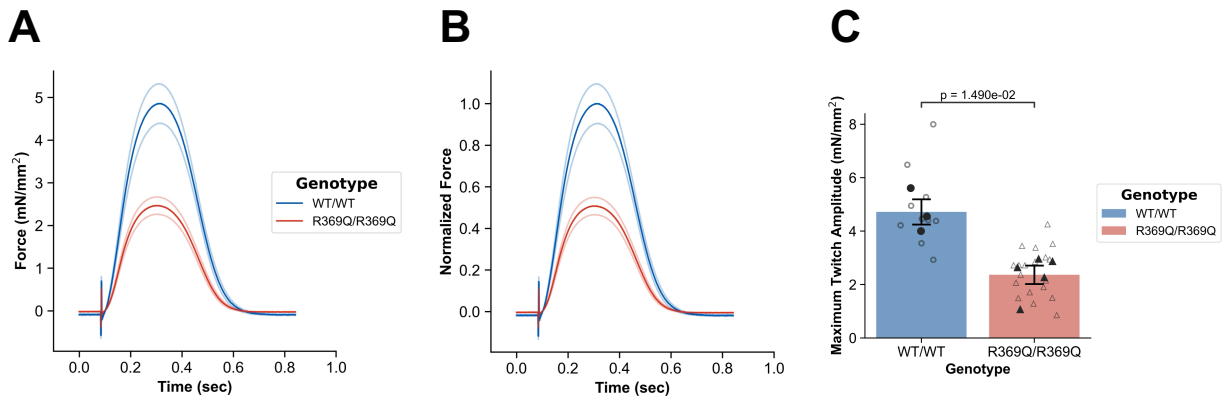 A
B
C
Force (mN/mm²)
5
4
3
2
1
0
0.0
0.2
0.4
0.6
0.8
1.0
Time (sec)
Genotype
WT/WT
R369Q/R369Q
Normalized Force
1.0
0.8
0.6
0.4
0.2
0.0
0.0
0.2
0.4
0.6
0.8
1.0
Time (sec)
Maximum Twitch Amplitude (mN/mm²)
p = 1.490e-02
8
6
4
2
0
WT/WT
R369Q/R369Q
Genotype
Genotype
WT/WT
R369Q/R369Q